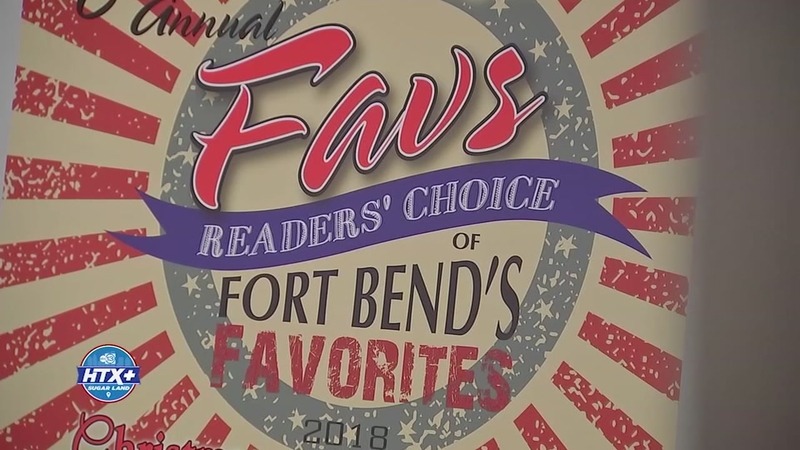 Annual
Favs
READERS' CHOICE
OF
FORT BEND'S
FAVORITES
2018
HTX+
SUGAR LAND